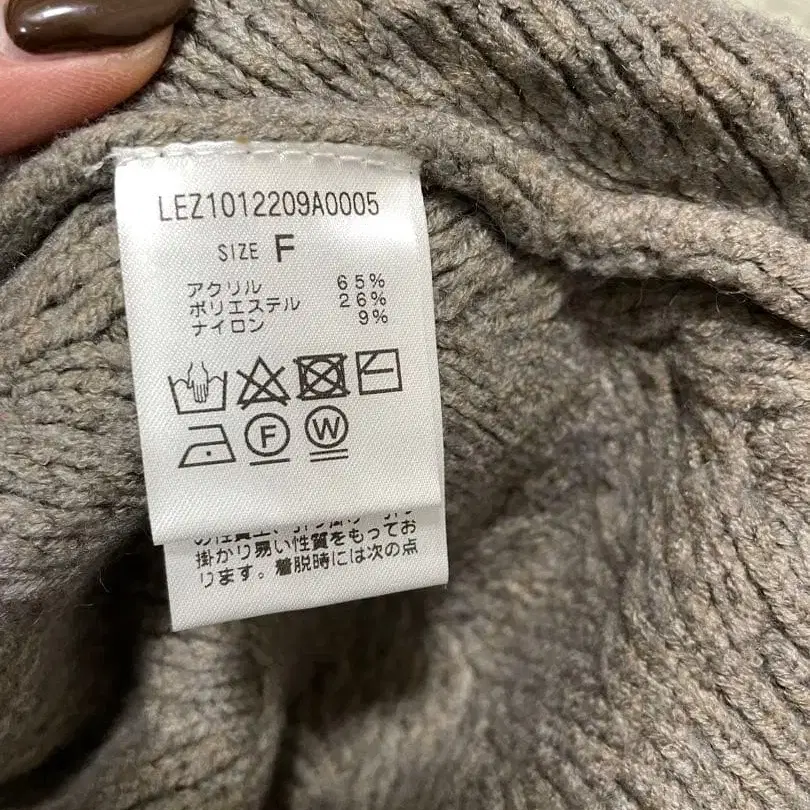 LEZ1012209A0005
SIZE F
アクリル 65%
ポリエステル 26%
ナイロン 9%
F W
掛かり易い性質をもってお
ります。着脱時には次の点